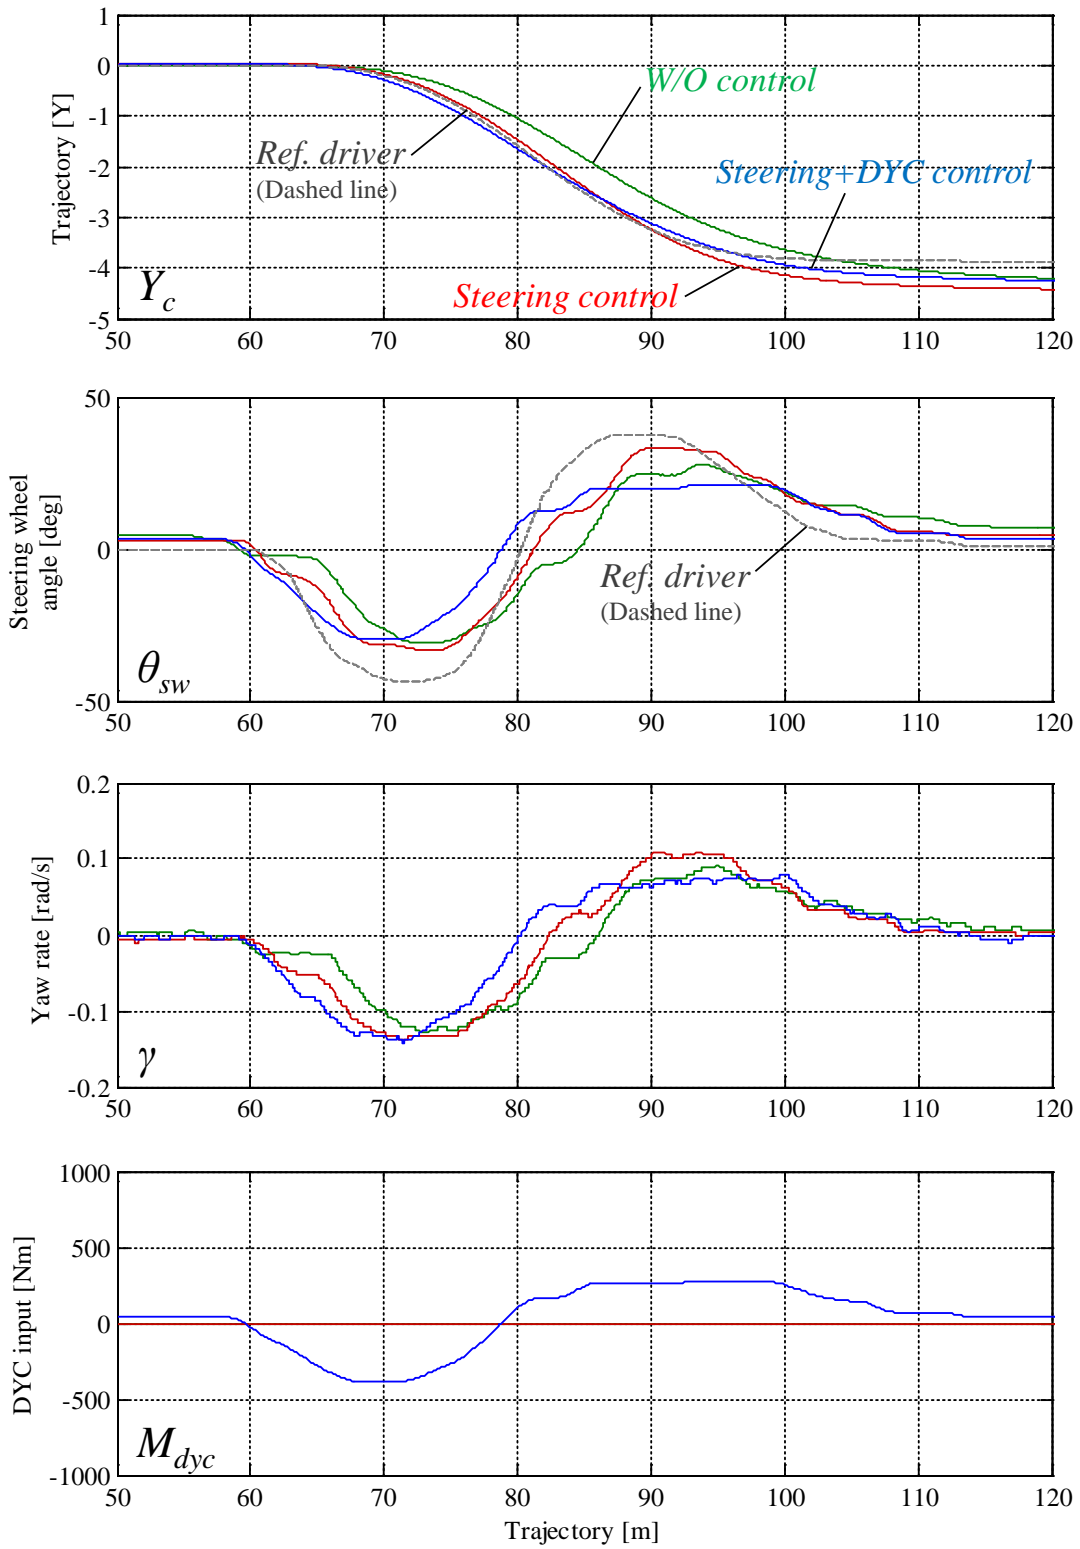 1
0
-1
-2
-3
-4
-5
Trajectory [Y]
W/O control
Ref. driver
(Dashed line)
Steering+DYC control
Steering control
Yc
50 60 70 80 90 100 110 120
50
0
-50
Steering wheel
angle [deg]
Ref. driver
(Dashed line)
θsw
50 60 70 80 90 100 110 120
0.2
0.1
0
-0.1
-0.2
Yaw rate [rad/s]
γ
50 60 70 80 90 100 110 120
1000
500
0
-500
-1000
DYC input [Nm]
Mdyc
50 60 70 80 90 100 110 120
Trajectory [m]